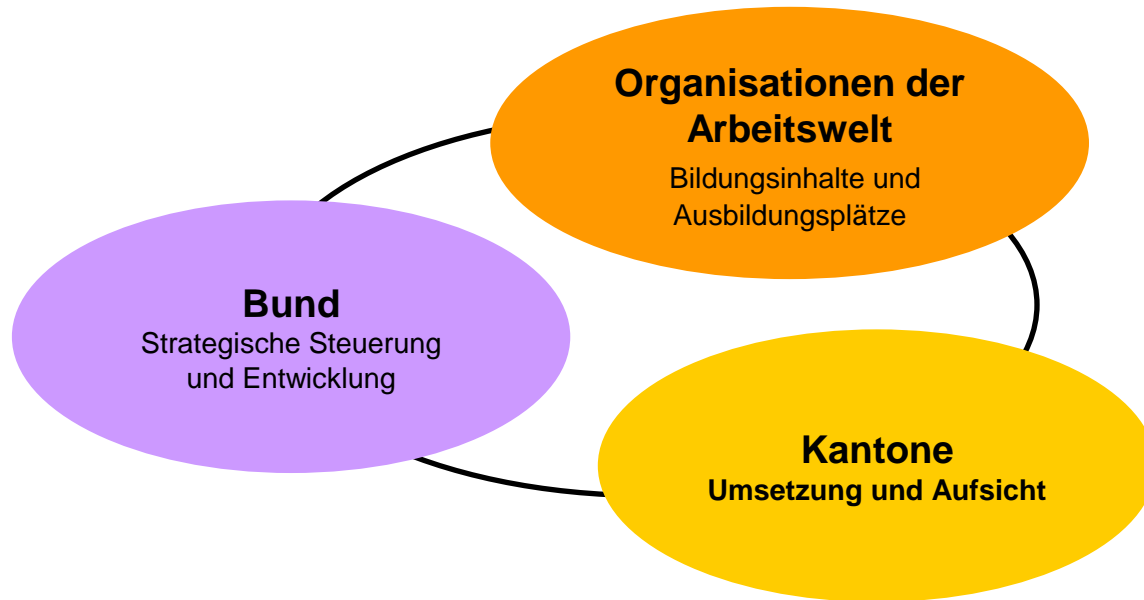 Organisationen der
Arbeitswelt
Bildungsinhalte und
Ausbildungsplätze
Bund
Strategische Steuerung
und Entwicklung
Kantone
Umsetzung und Aufsicht